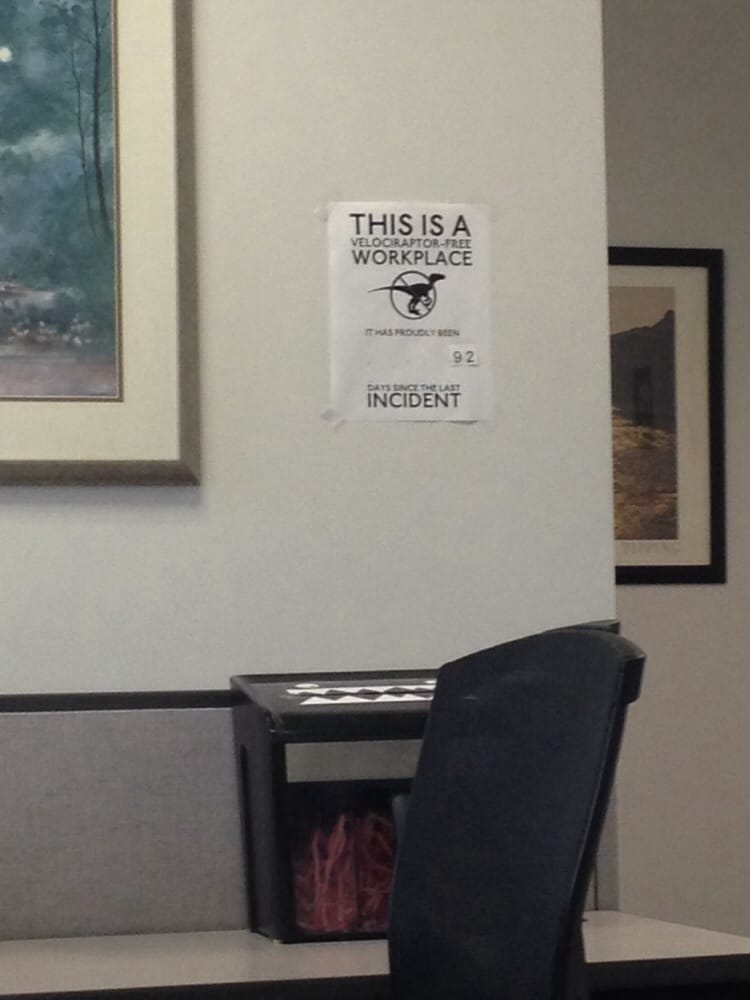 THIS IS A
VELOCIRAPTOR-FREE
WORKPLACE
IT HAS PROUDLY BEEN
92
DAYS SINCE THE LAST
INCIDENT